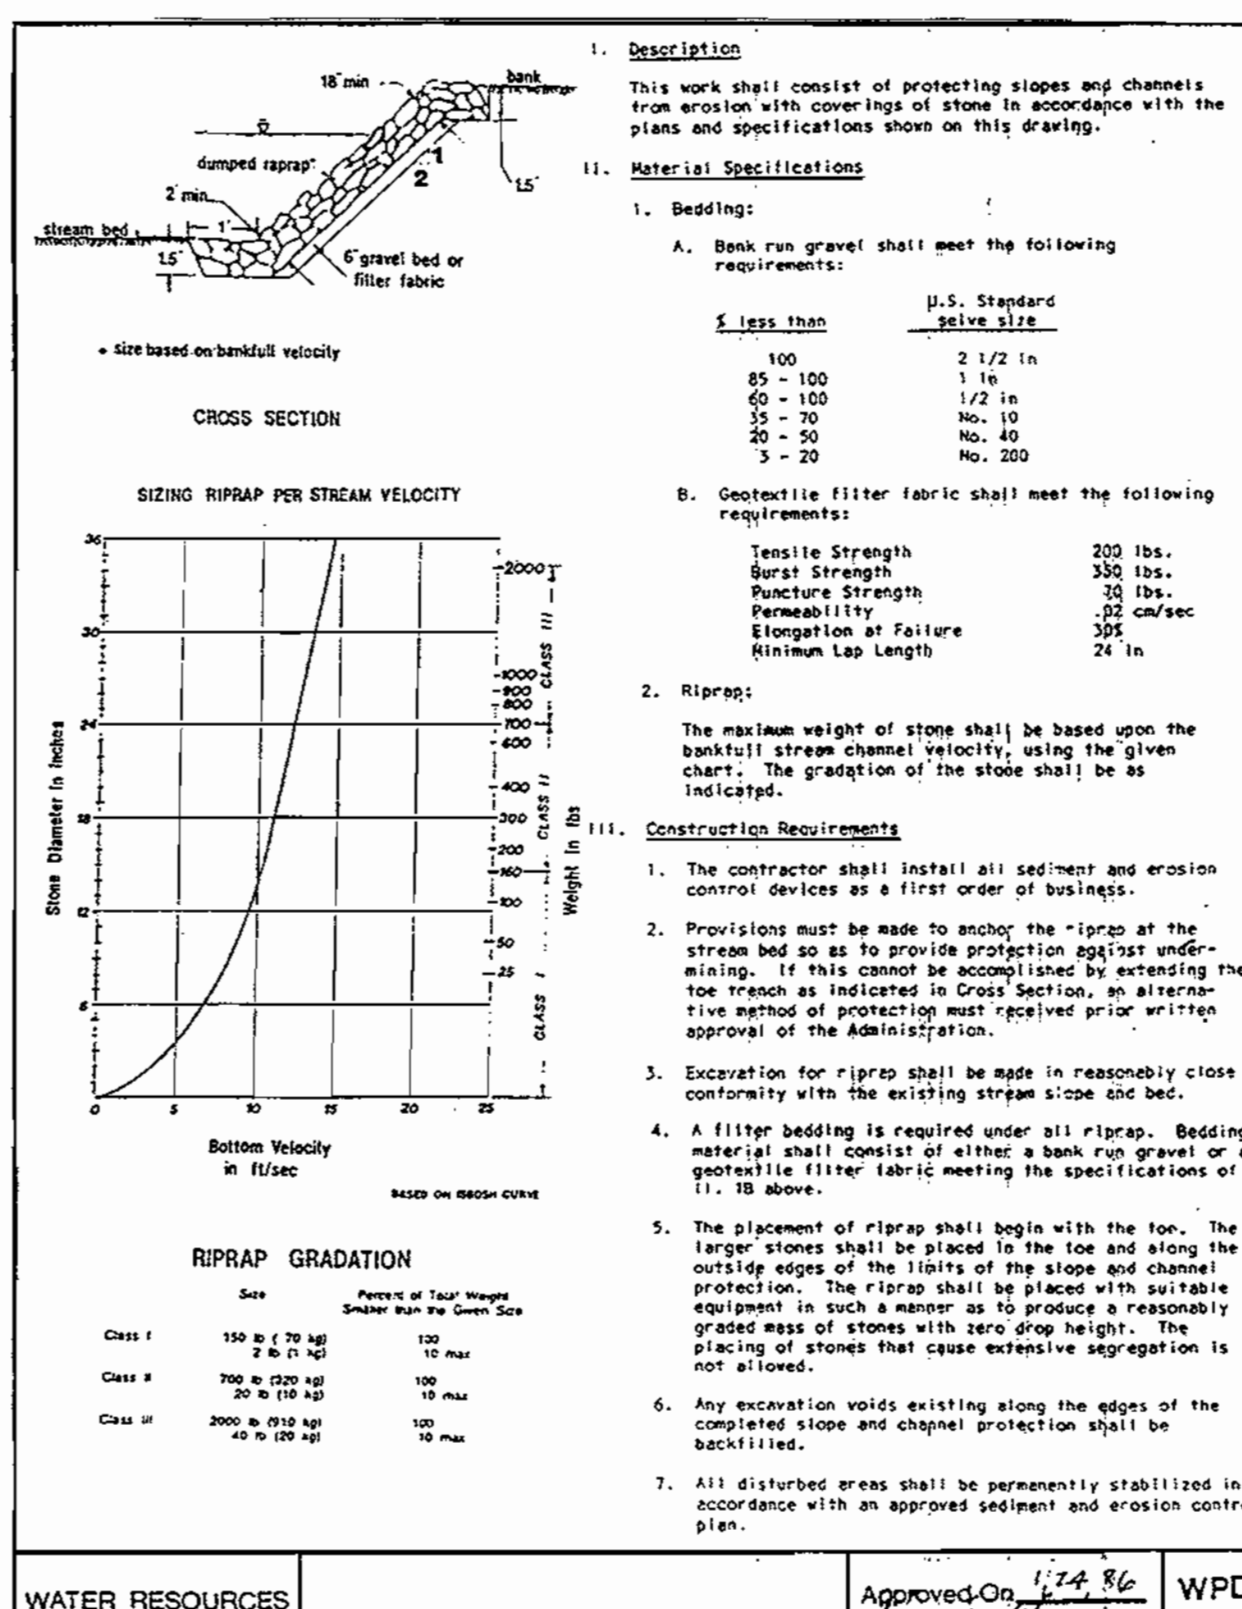 18" min
bank
dumped raprap*
1
2
1.5'
2' min
stream bed
1'
1.5'
6" gravel bed or
filter fabric
* size based on bankfull velocity
CROSS SECTION
SIZING RIPRAP PER STREAM VELOCITY
36
30
24
18
12
6
0 5 10 15 20 25
Stone Diameter In Inches
2000
1000
900
800
700
600
400
300
200
160
100
50
25
CLASS III
CLASS II
CLASS I
Weight In lbs
Bottom Velocity
in ft/sec
BASED ON ISBOSH CURVE
RIPRAP GRADATION
Size Percent of Total Weight
Smaller than the Given Size
Class I 150 lb (70 kg) 100
2 lb (1 kg) 10 max
Class II 700 lb (320 kg) 100
20 lb (10 kg) 10 max
Class III 2000 lb (910 kg) 100
40 lb (20 kg) 10 max
I. Description
This work shall consist of protecting slopes and channels
from erosion with coverings of stone in accordance with the
plans and specifications shown on this drawing.
II. Material Specifications
1. Bedding:
A. Bank run gravel shall meet the following
requirements:
% less than U.S. Standard
seive size
100 2 1/2 in
85 - 100 1 in
60 - 100 1/2 in
35 - 70 No. 10
20 - 50 No. 40
3 - 20 No. 200
B. Geotextile filter fabric shall meet the following
requirements:
Tensile Strength 200 lbs.
Burst Strength 350 lbs.
Puncture Strength 70 lbs.
Permeability .02 cm/sec
Elongation at Failure 30%
Minimum Lap Length 24 in
2. Riprap:
The maximum weight of stone shall be based upon the
bankfull stream channel velocity, using the given
chart. The gradation of the stone shall be as
indicated.
III. Construction Requirements
1. The contractor shall install all sediment and erosion
control devices as a first order of business.
2. Provisions must be made to anchor the riprap at the
stream bed so as to provide protection against under-
mining. If this cannot be accomplished by extending the
toe trench as indicated in Cross Section, an alterna-
tive method of protection must received prior written
approval of the Administration.
3. Excavation for riprap shall be made in reasonably close
conformity with the existing stream slope and bed.
4. A filter bedding is required under all riprap. Bedding
material shall consist of either a bank run gravel or a
geotextile filter fabric meeting the specifications of
II. 1B above.
5. The placement of riprap shall begin with the toe. The
larger stones shall be placed in the toe and along the
outside edges of the limits of the slope and channel
protection. The riprap shall be placed with suitable
equipment in such a manner as to produce a reasonably
graded mass of stones with zero drop height. The
placing of stones that cause extensive segregation is
not allowed.
6. Any excavation voids existing along the edges of the
completed slope and channel protection shall be
backfilled.
7. All disturbed areas shall be permanently stabilized in
accordance with an approved sediment and erosion contr
plan.
WATER RESOURCES
Approved On 1,24,86
WPD